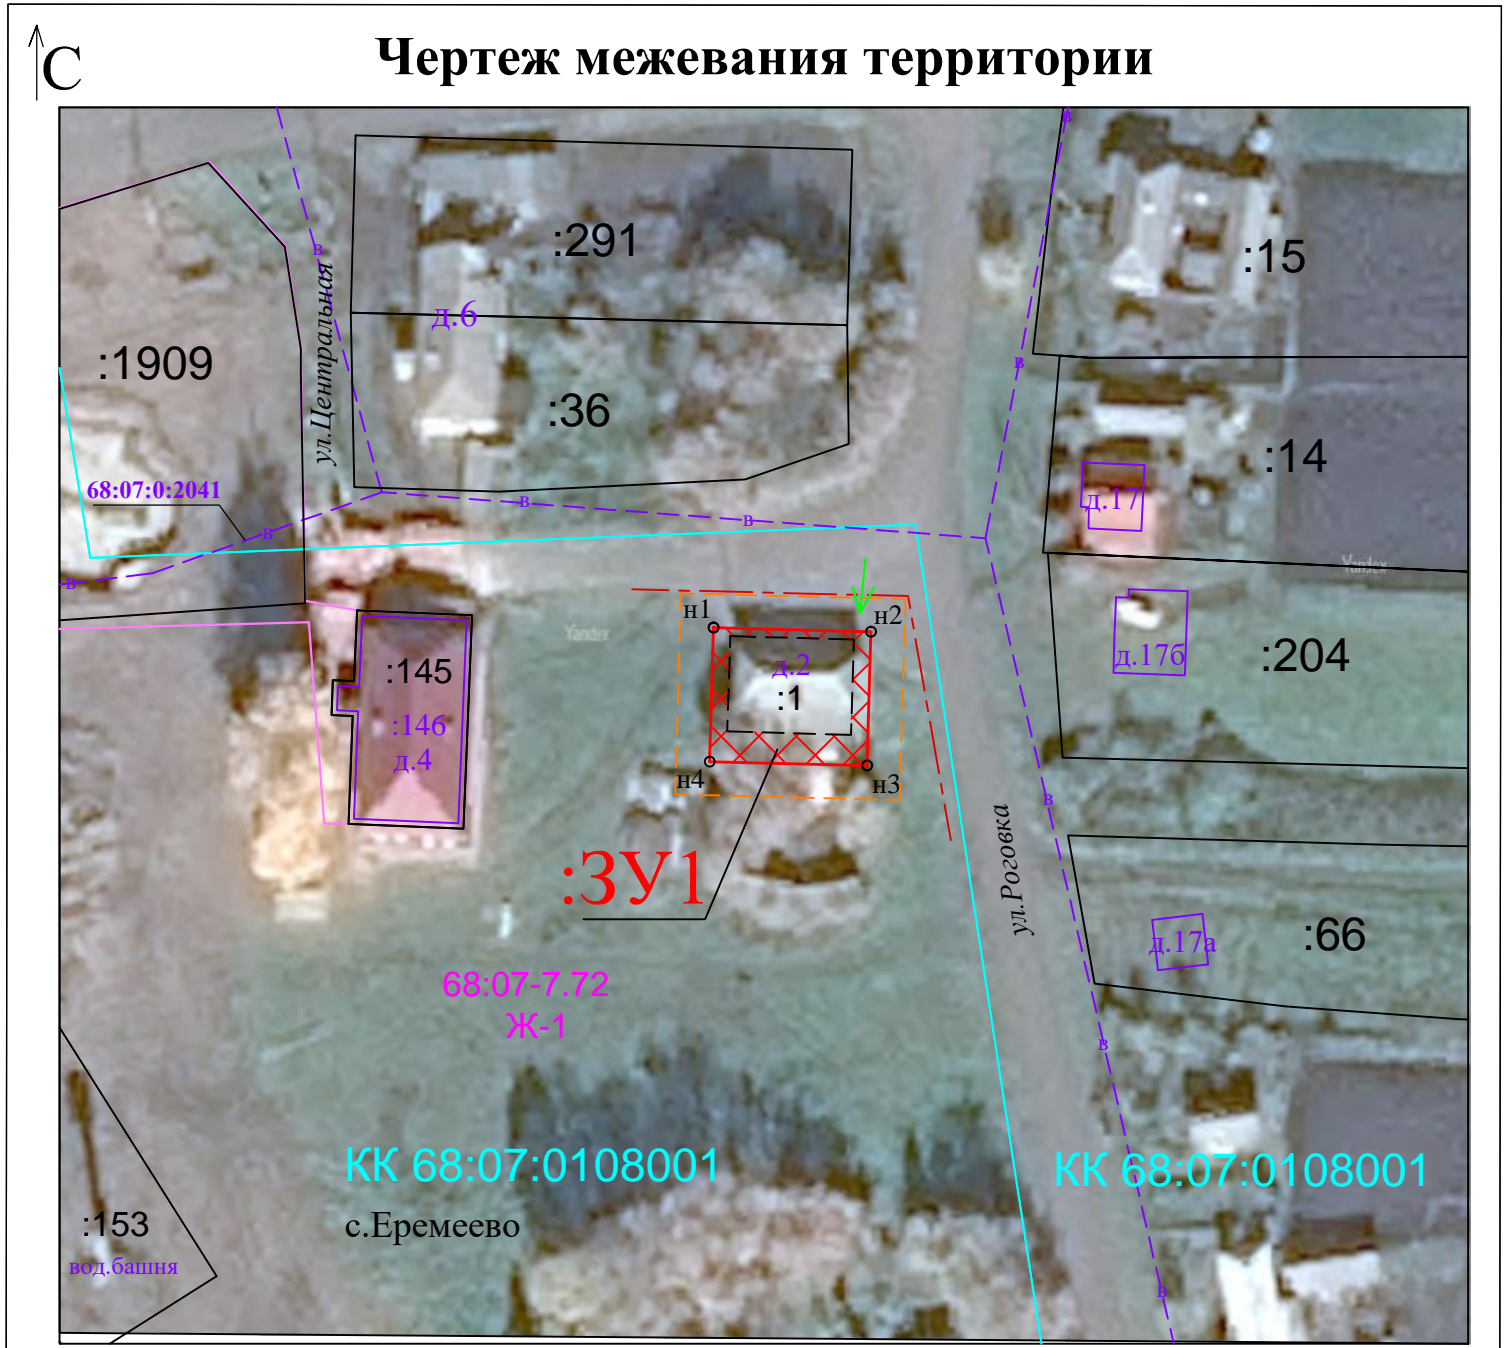 С
Чертеж межевания территории
в
в
:291
:15
ул.Центральная
д.6
:1909
в
:36
:14
68:07:0:2041
д.17
в
в
в
Yandex
в
н1
н2
Yandex
:145
д.2
:204
д.17б
:1
:146
д.4
н4
н3
в
:ЗУ1
ул.Роговка
:66
д.17а
68:07-7.72
Ж-1
в
КК 68:07:0108001
КК 68:07:0108001
:153
с.Еремеево
вод.башня
в